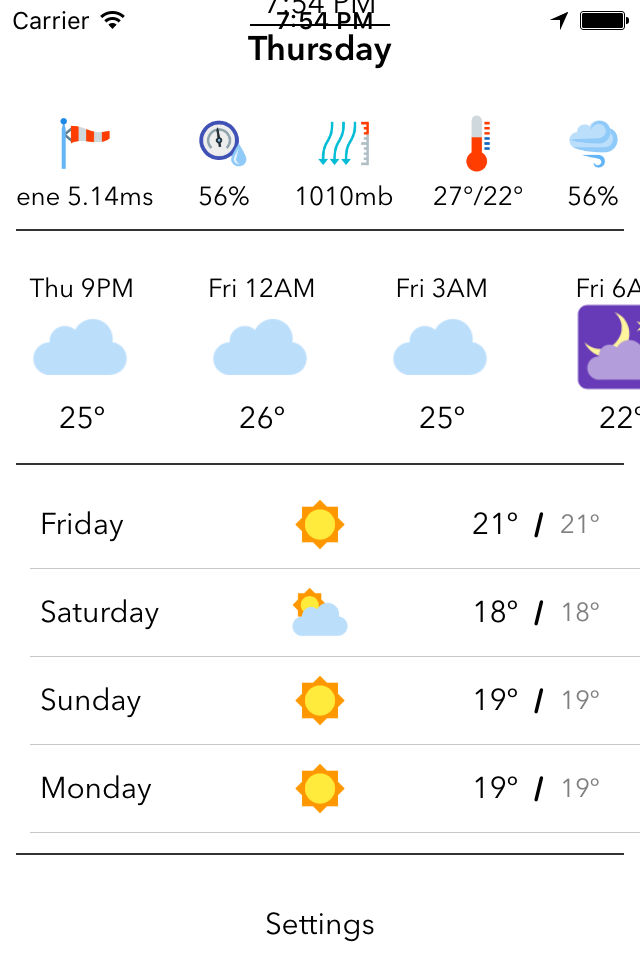 7:54 PM
Carrier 7:54 PM
Thursday
ene 5.14ms 56% 1010mb 27°/22° 56%
Thu 9PM Fri 12AM Fri 3AM Fri 6A
25° 26° 25° 22°
Friday 21° / 21°
Saturday 18° / 18°
Sunday 19° / 19°
Monday 19° / 19°
Settings